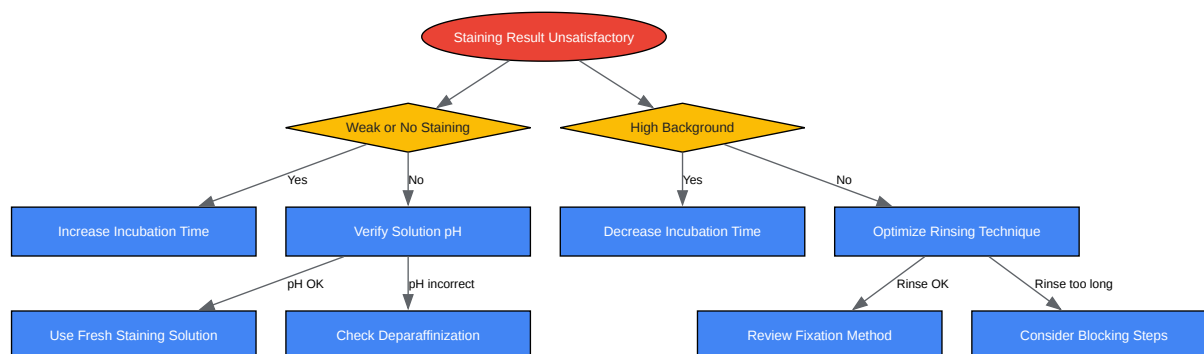 Staining Result Unsatisfactory
Weak or No Staining
High Background
Yes
No
Yes
No
Increase Incubation Time
Verify Solution pH
Decrease Incubation Time
Optimize Rinsing Technique
pH OK
pH incorrect
Rinse OK
Rinse too long
Use Fresh Staining Solution
Check Deparaffinization
Review Fixation Method
Consider Blocking Steps